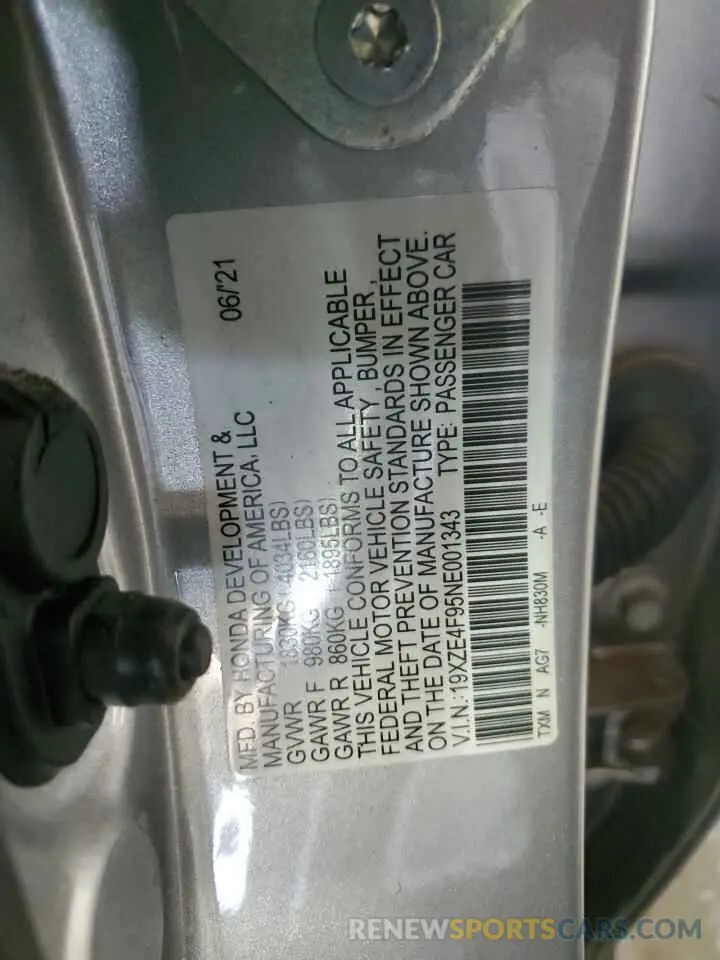 06/'21
MFD. BY HONDA DEVELOPMENT &
MANUFACTURING OF AMERICA, LLC
GVWR 1830KG 4034LBS)
GAWR F 980KG 2160LBS)
GAWR R 860KG 1895LBS)
THIS VEHICLE CONFORMS TO ALL APPLICABLE
FEDERAL MOTOR VEHICLE SAFETY, BUMPER,
AND THEFT PREVENTION STANDARDS IN EFFECT
ON THE DATE OF MANUFACTURE SHOWN ABOVE.
V.I.N.: 19XZE4F95NE001343 TYPE: PASSENGER CAR
TXM N AG7 -NH830M -A -E
RENEWSPORTSCARS.COM